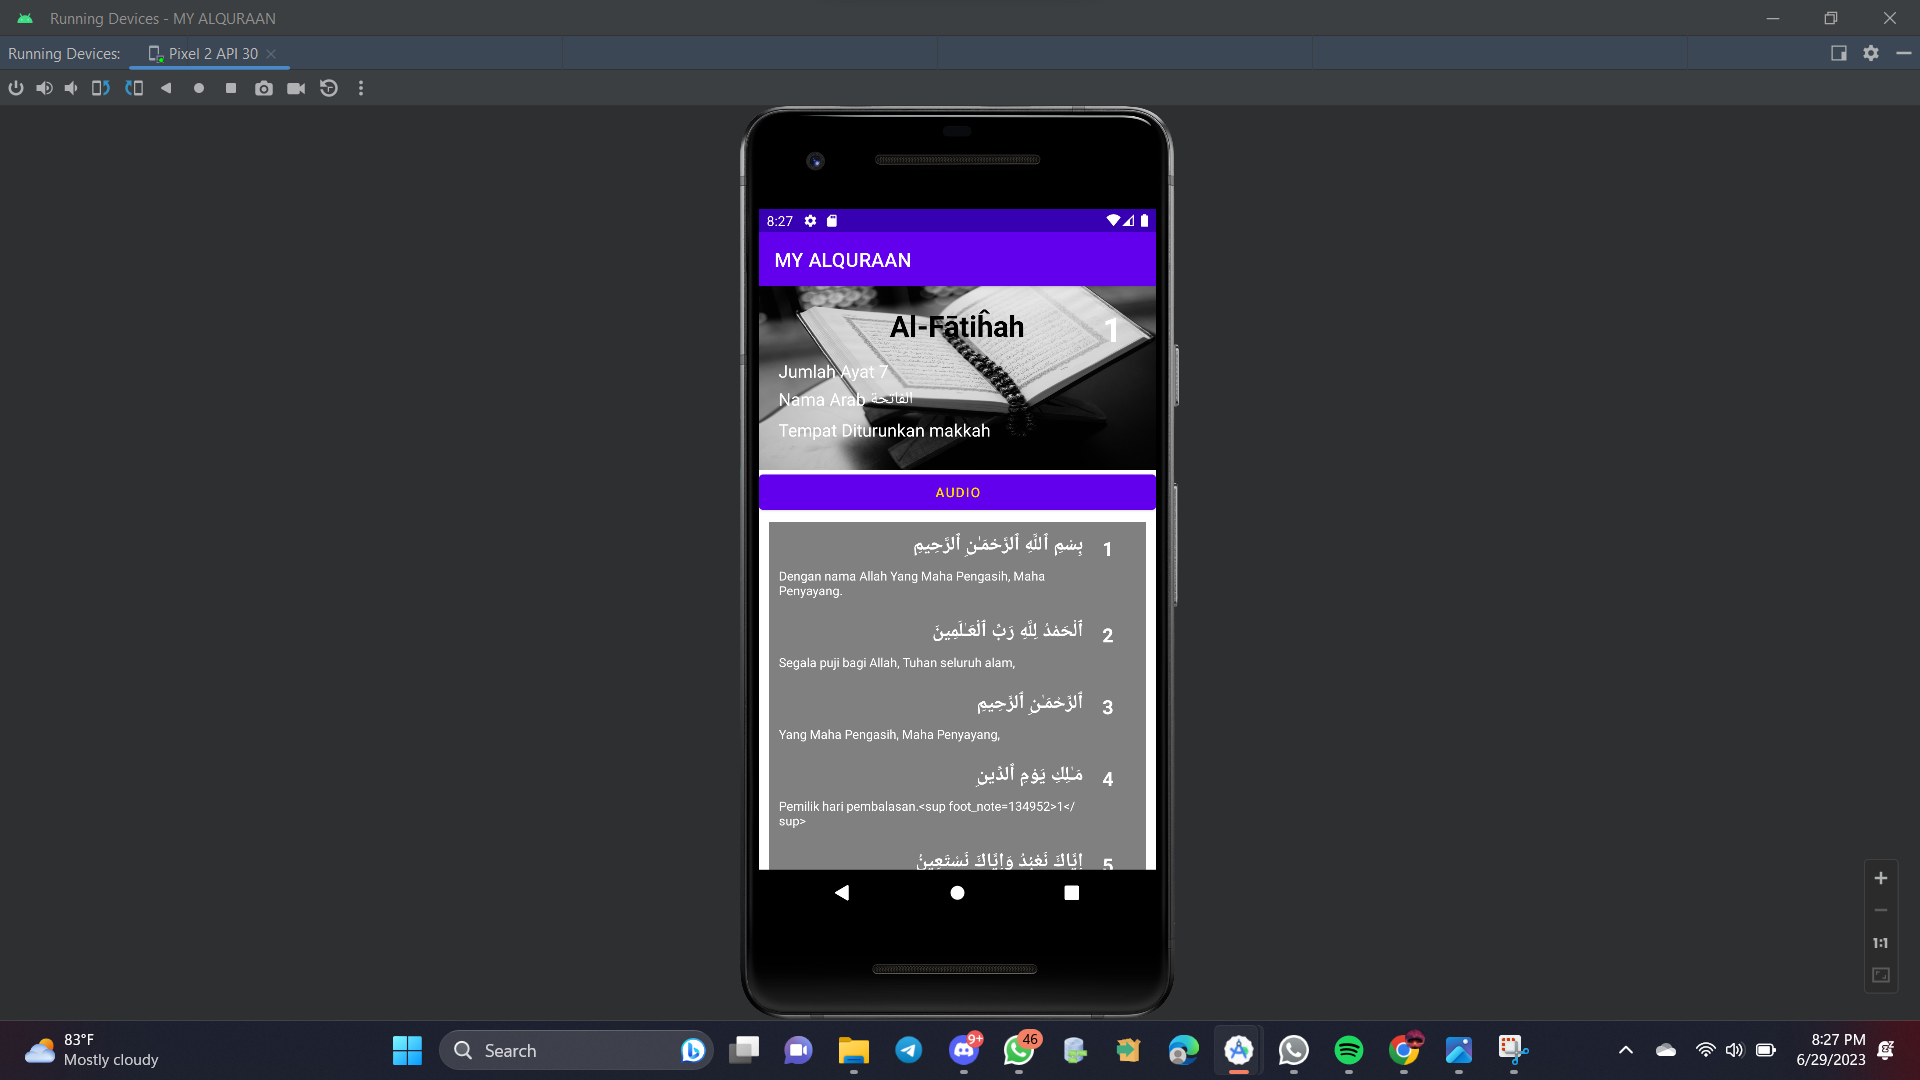 Running Devices - MY ALQURAAN
Running Devices:
Pixel 2 API 30
8:27
MY ALQURAAN
Al-Fātiĥah
1
Jumlah Ayat 7
Nama Arab الفاتحة
Tempat Diturunkan makkah
AUDIO
بِسْمِ ٱللَّهِ ٱلرَّحْمَـٰنِ ٱلرَّحِيمِ
1
Dengan nama Allah Yang Maha Pengasih, Maha
Penyayang.
ٱلْحَمْدُ لِلَّهِ رَبِّ ٱلْعَـٰلَمِينَ
2
Segala puji bagi Allah, Tuhan seluruh alam,
ٱلرَّحْمَـٰنِ ٱلرَّحِيمِ
3
Yang Maha Pengasih, Maha Penyayang,
مَـٰلِكِ يَوْمِ ٱلدِّينِ
4
Pemilik hari pembalasan.<sup foot_note=134952>1</
sup>
إِيَّاكَ نَعْبُدُ وَإِيَّاكَ نَسْتَعِينُ
5
1:1
83°F
Mostly cloudy
Search
9+
46
8:27 PM
6/29/2023